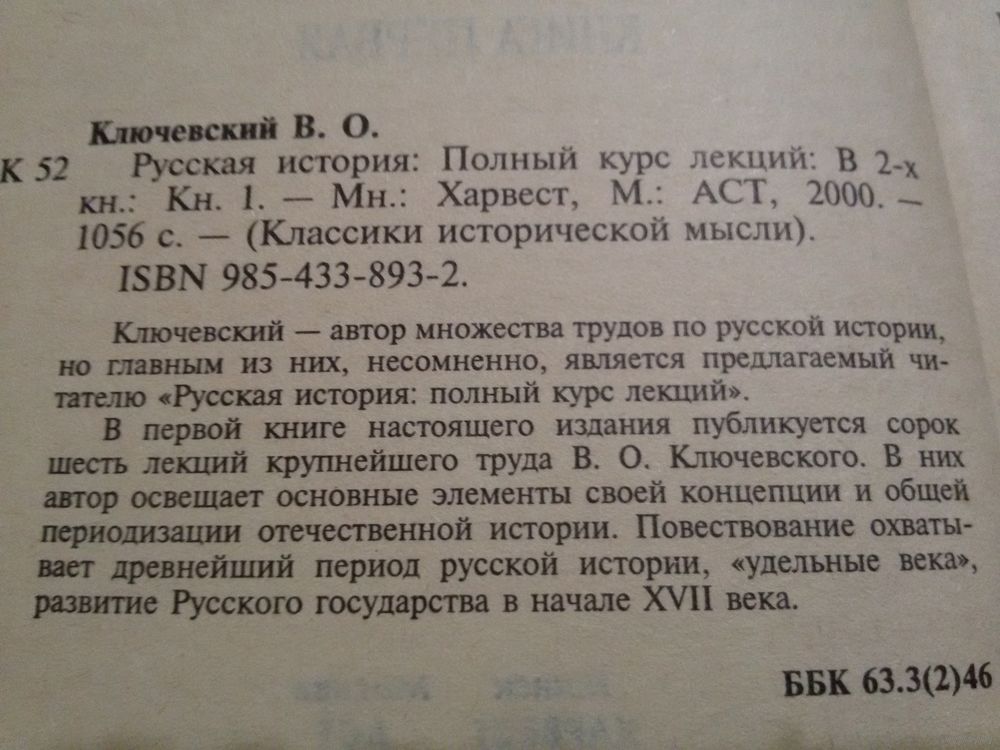 Ключевский В. О.
К 52 Русская история: Полный курс лекций: В 2-х
кн.: Кн. 1. — Мн.: Харвест, М.: АСТ, 2000. —
1056 с. — (Классики исторической мысли).
ISBN 985-433-893-2.
Ключевский — автор множества трудов по русской истории,
но главным из них, несомненно, является предлагаемый чи-
тателю «Русская история: полный курс лекций».
В первой книге настоящего издания публикуется сорок
шесть лекций крупнейшего труда В. О. Ключевского. В них
автор освещает основные элементы своей концепции и общей
периодизации отечественной истории. Повествование охваты-
вает древнейший период русской истории, «удельные века»,
развитие Русского государства в начале XVII века.
ББК 63.3(2)46